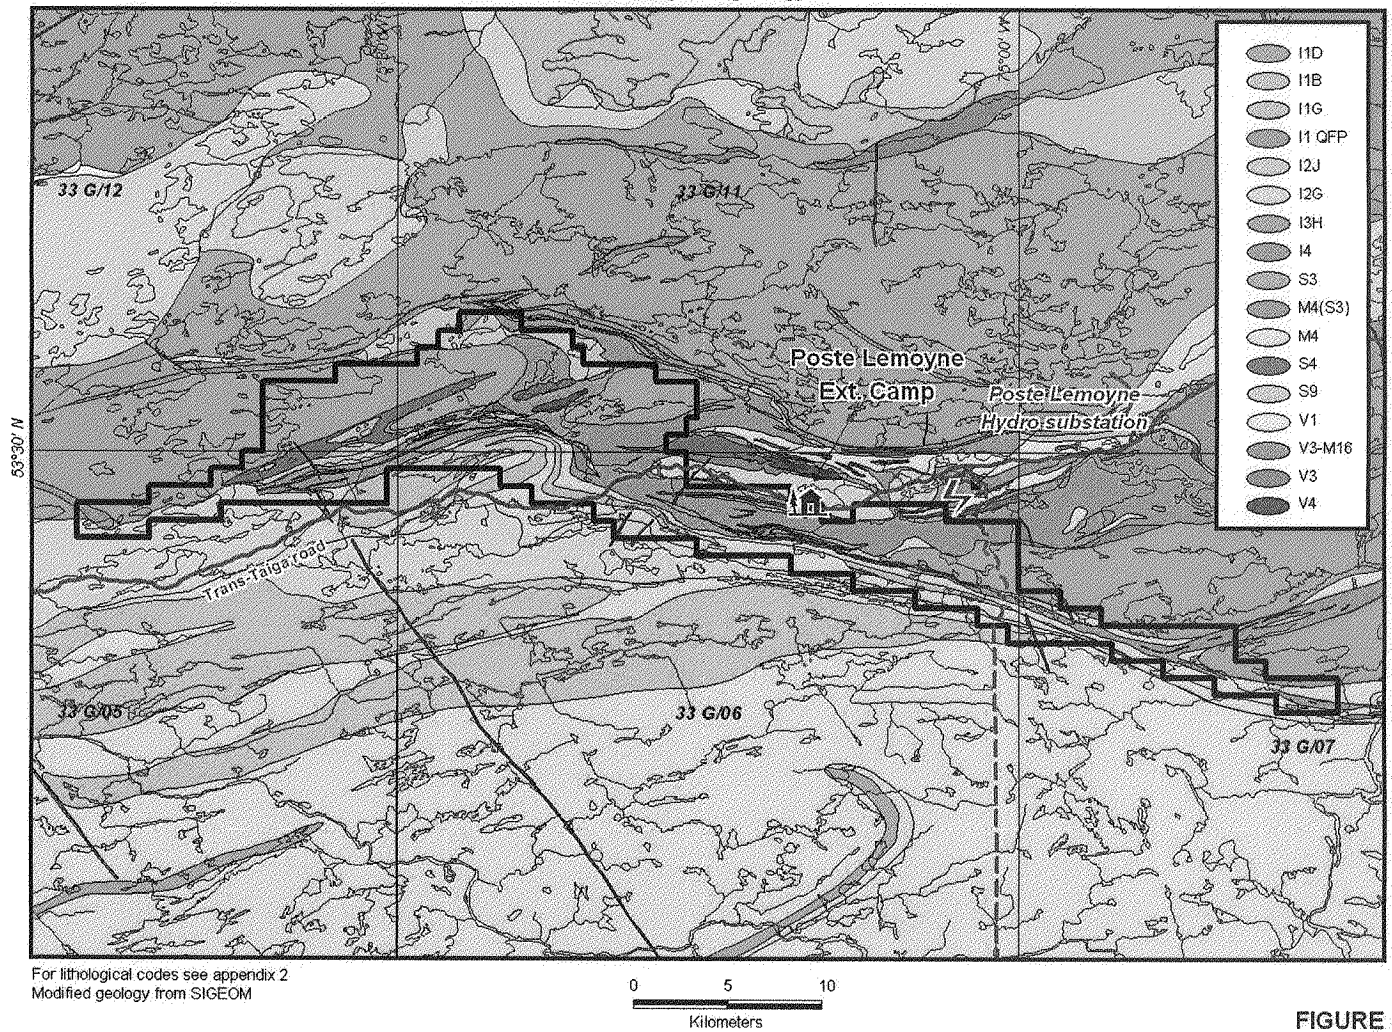 I1D
I1B
I1G
I1 QFP
I2J
I2G
I3H
I4
S3
M4(S3)
M4
S4
S9
V1
V3-M16
V3
V4
33 G/12
33 G/11
Poste Lemoyne
Ext. Camp
Poste Lemoyne
Hydro substation
53°30' N
Trans-Taiga road
33 G/05
33 G/06
33 G/07
For lithological codes see appendix 2
Modified geology from SIGEOM
0 5 10
Kilometers
FIGURE